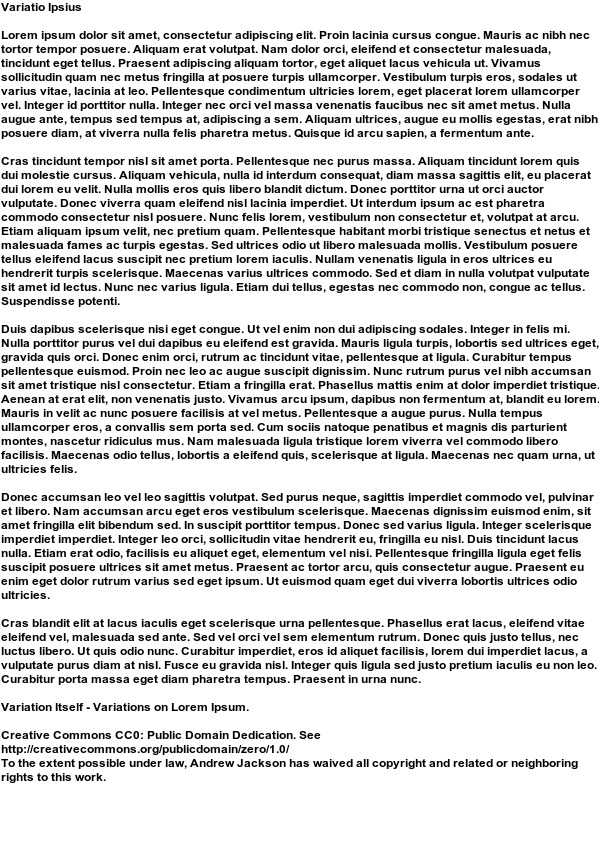 Variatio Ipsius
Lorem ipsum dolor sit amet, consectetur adipiscing elit. Proin lacinia cursus congue. Mauris ac nibh nec
tortor tempor posuere. Aliquam erat volutpat. Nam dolor orci, eleifend et consectetur malesuada,
tincidunt eget tellus. Praesent adipiscing aliquam tortor, eget aliquet lacus vehicula ut. Vivamus
sollicitudin quam nec metus fringilla at posuere turpis ullamcorper. Vestibulum turpis eros, sodales ut
varius vitae, lacinia at leo. Pellentesque condimentum ultricies lorem, eget placerat lorem ullamcorper
vel. Integer id porttitor nulla. Integer nec orci vel massa venenatis faucibus nec sit amet metus. Nulla
augue ante, tempus sed tempus at, adipiscing a sem. Aliquam ultrices, augue eu mollis egestas, erat nibh
posuere diam, at viverra nulla felis pharetra metus. Quisque id arcu sapien, a fermentum ante.
Cras tincidunt tempor nisl sit amet porta. Pellentesque nec purus massa. Aliquam tincidunt lorem quis
dui molestie cursus. Aliquam vehicula, nulla id interdum consequat, diam massa sagittis elit, eu placerat
dui lorem eu velit. Nulla mollis eros quis libero blandit dictum. Donec porttitor urna ut orci auctor
vulputate. Donec viverra quam eleifend nisl lacinia imperdiet. Ut interdum ipsum ac est pharetra
commodo consectetur nisl posuere. Nunc felis lorem, vestibulum non consectetur et, volutpat at arcu.
Etiam aliquam ipsum velit, nec pretium quam. Pellentesque habitant morbi tristique senectus et netus et
malesuada fames ac turpis egestas. Sed ultrices odio ut libero malesuada mollis. Vestibulum posuere
tellus eleifend lacus suscipit nec pretium lorem iaculis. Nullam venenatis ligula in eros ultrices eu
hendrerit turpis scelerisque. Maecenas varius ultrices commodo. Sed et diam in nulla volutpat vulputate
sit amet id lectus. Nunc nec varius ligula. Etiam dui tellus, egestas nec commodo non, congue ac tellus.
Suspendisse potenti.
Duis dapibus scelerisque nisi eget congue. Ut vel enim non dui adipiscing sodales. Integer in felis mi.
Nulla porttitor purus vel dui dapibus eu eleifend est gravida. Mauris ligula turpis, lobortis sed ultrices eget,
gravida quis orci. Donec enim orci, rutrum ac tincidunt vitae, pellentesque at ligula. Curabitur tempus
pellentesque euismod. Proin nec leo ac augue suscipit dignissim. Nunc rutrum purus vel nibh accumsan
sit amet tristique nisl consectetur. Etiam a fringilla erat. Phasellus mattis enim at dolor imperdiet tristique.
Aenean at erat elit, non venenatis justo. Vivamus arcu ipsum, dapibus non fermentum at, blandit eu lorem.
Mauris in velit ac nunc posuere facilisis at vel metus. Pellentesque a augue purus. Nulla tempus
ullamcorper eros, a convallis sem porta sed. Cum sociis natoque penatibus et magnis dis parturient
montes, nascetur ridiculus mus. Nam malesuada ligula tristique lorem viverra vel commodo libero
facilisis. Maecenas odio tellus, lobortis a eleifend quis, scelerisque at ligula. Maecenas nec quam urna, ut
ultricies felis.
Donec accumsan leo vel leo sagittis volutpat. Sed purus neque, sagittis imperdiet commodo vel, pulvinar
et libero. Nam accumsan arcu eget eros vestibulum scelerisque. Maecenas dignissim euismod enim, sit
amet fringilla elit bibendum sed. In suscipit porttitor tempus. Donec sed varius ligula. Integer scelerisque
imperdiet imperdiet. Integer leo orci, sollicitudin vitae hendrerit eu, fringilla eu nisl. Duis tincidunt lacus
nulla. Etiam erat odio, facilisis eu aliquet eget, elementum vel nisi. Pellentesque fringilla ligula eget felis
suscipit posuere ultrices sit amet metus. Praesent ac tortor arcu, quis consectetur augue. Praesent eu
enim eget dolor rutrum varius sed eget ipsum. Ut euismod quam eget dui viverra lobortis ultrices odio
ultricies.
Cras blandit elit at lacus iaculis eget scelerisque urna pellentesque. Phasellus erat lacus, eleifend vitae
eleifend vel, malesuada sed ante. Sed vel orci vel sem elementum rutrum. Donec quis justo tellus, nec
luctus libero. Ut quis odio nunc. Curabitur imperdiet, eros id aliquet facilisis, lorem dui imperdiet lacus, a
vulputate purus diam at nisl. Fusce eu gravida nisl. Integer quis ligula sed justo pretium iaculis eu non leo.
Curabitur porta massa eget diam pharetra tempus. Praesent in urna nunc.
Variation Itself - Variations on Lorem Ipsum.
Creative Commons CC0: Public Domain Dedication. See
http://creativecommons.org/publicdomain/zero/1.0/
To the extent possible under law, Andrew Jackson has waived all copyright and related or neighboring
rights to this work.